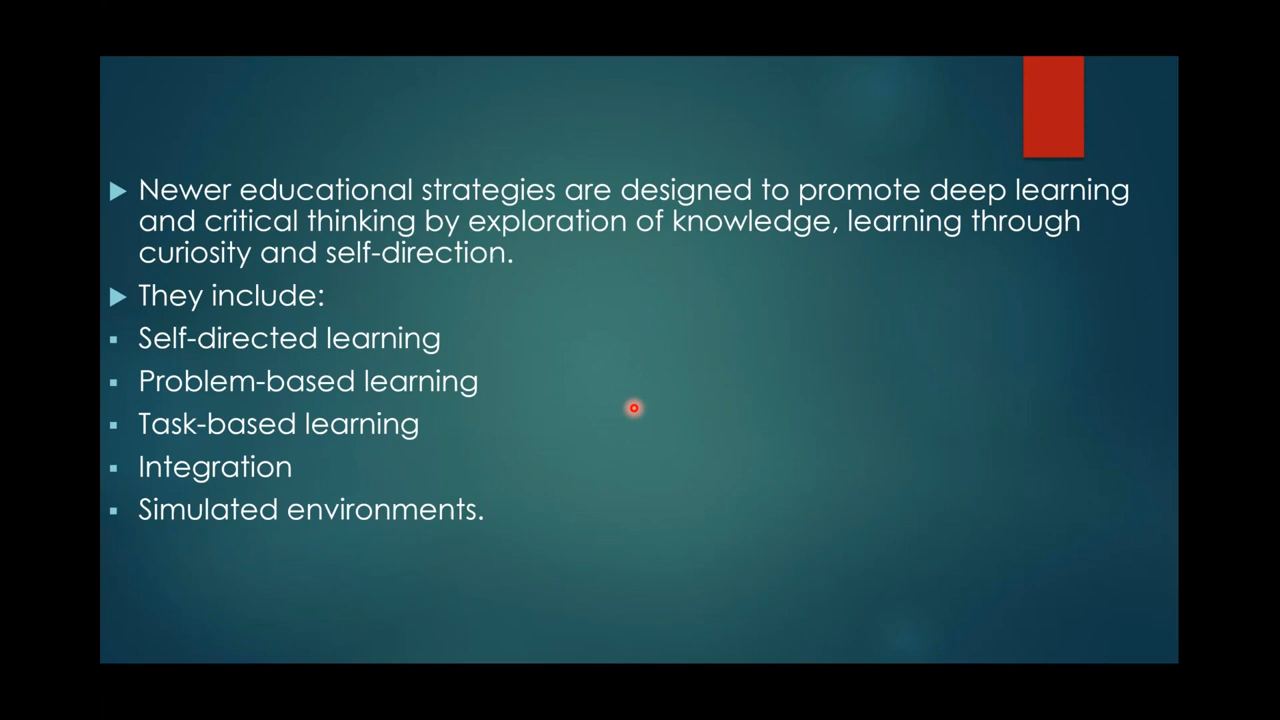 Newer educational strategies are designed to promote deep learning
and critical thinking by exploration of knowledge, learning through
curiosity and self-direction.
They include:
Self-directed learning
Problem-based learning
Task-based learning
Integration
Simulated environments.